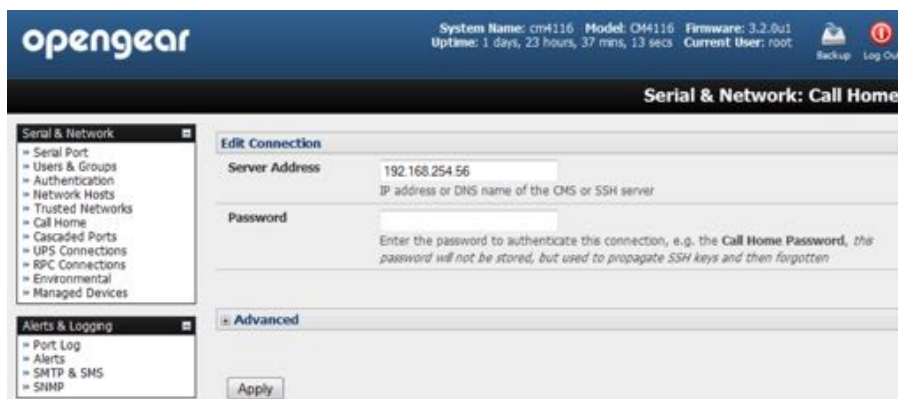 opengear
System Name: cm4116 Model: CM4116 Firmware: 3.2.0u1
Uptime: 1 days, 23 hours, 37 mins, 13 secs Current User: root
Backup
Log Ou
Serial & Network: Call Home
Serial & Network
Serial Port
Users & Groups
Authentication
Network Hosts
Trusted Networks
Call Home
Cascaded Ports
UPS Connections
RPC Connections
Environmental
Managed Devices
Alerts & Logging
Port Log
Alerts
SMTP & SMS
SNMP
Edit Connection
Server Address
192.168.254.56
IP address or DNS name of the CMS or SSH server
Password
Enter the password to authenticate this connection, e.g. the Call Home Password, this
password will not be stored, but used to propagate SSH keys and then forgotten
Advanced
Apply